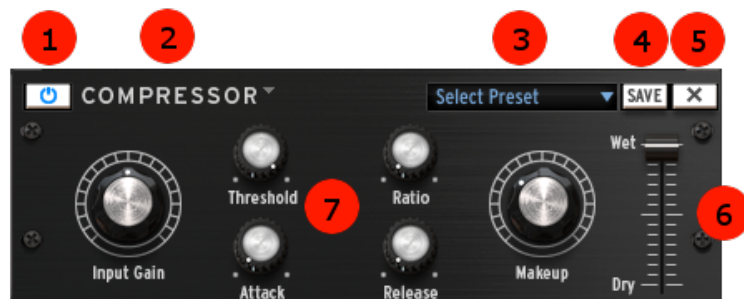 1 2 3 4 5
COMPRESSOR Select Preset SAVE X
Wet
Threshold Ratio
7 6
Input Gain Makeup
Dry
Attack Release